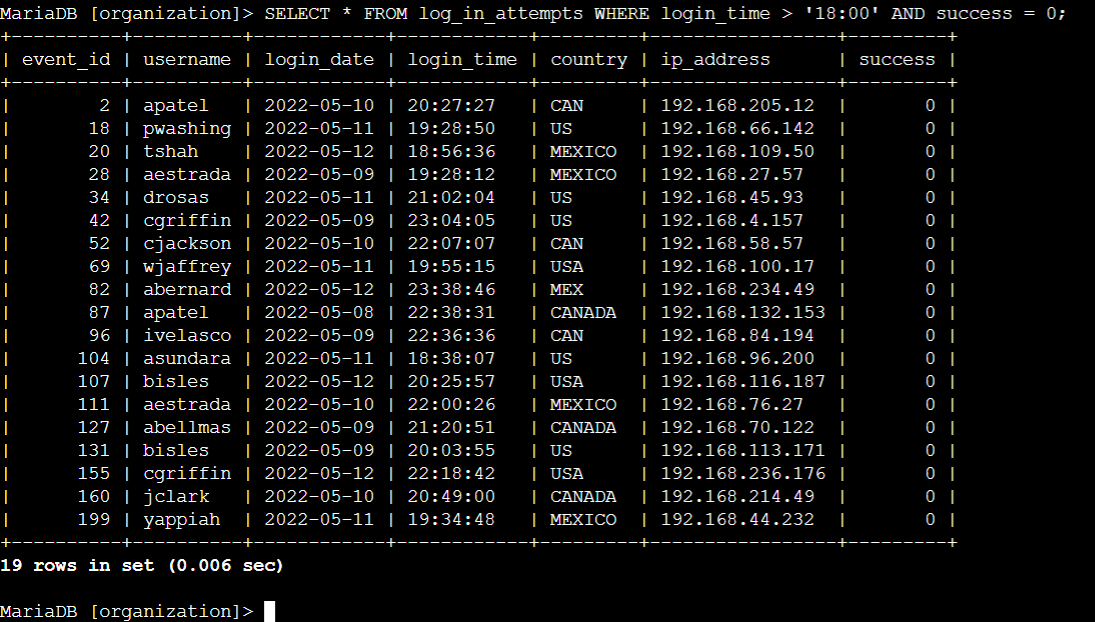 MariaDB [organization]> SELECT * FROM log_in_attempts WHERE login_time > '18:00' AND success = 0;
+----------+----------+------------+------------+---------+-----------------+---------+
| event_id | username | login_date | login_time | country | ip_address      | success |
+----------+----------+------------+------------+---------+-----------------+---------+
|        2 | apatel   | 2022-05-10 | 20:27:27   | CAN     | 192.168.205.12  |       0 |
|       18 | pwashing | 2022-05-11 | 19:28:50   | US      | 192.168.66.142  |       0 |
|       20 | tshah    | 2022-05-12 | 18:56:36   | MEXICO  | 192.168.109.50  |       0 |
|       28 | aestrada | 2022-05-09 | 19:28:12   | MEXICO  | 192.168.27.57   |       0 |
|       34 | drosas   | 2022-05-11 | 21:02:04   | US      | 192.168.45.93   |       0 |
|       42 | cgriffin | 2022-05-09 | 23:04:05   | US      | 192.168.4.157   |       0 |
|       52 | cjackson | 2022-05-10 | 22:07:07   | CAN     | 192.168.58.57   |       0 |
|       69 | wjaffrey | 2022-05-11 | 19:55:15   | USA     | 192.168.100.17  |       0 |
|       82 | abernard | 2022-05-12 | 23:38:46   | MEX     | 192.168.234.49  |       0 |
|       87 | apatel   | 2022-05-08 | 22:38:31   | CANADA  | 192.168.132.153 |       0 |
|       96 | ivelasco | 2022-05-09 | 22:36:36   | CAN     | 192.168.84.194  |       0 |
|      104 | asundara | 2022-05-11 | 18:38:07   | US      | 192.168.96.200  |       0 |
|      107 | bisles   | 2022-05-12 | 20:25:57   | USA     | 192.168.116.187 |       0 |
|      111 | aestrada | 2022-05-10 | 22:00:26   | MEXICO  | 192.168.76.27   |       0 |
|      127 | abellmas | 2022-05-09 | 21:20:51   | CANADA  | 192.168.70.122  |       0 |
|      131 | bisles   | 2022-05-09 | 20:03:55   | US      | 192.168.113.171 |       0 |
|      155 | cgriffin | 2022-05-12 | 22:18:42   | USA     | 192.168.236.176 |       0 |
|      160 | jclark   | 2022-05-10 | 20:49:00   | CANADA  | 192.168.214.49  |       0 |
|      199 | yappiah  | 2022-05-11 | 19:34:48   | MEXICO  | 192.168.44.232  |       0 |
+----------+----------+------------+------------+---------+-----------------+---------+
19 rows in set (0.006 sec)
MariaDB [organization]>